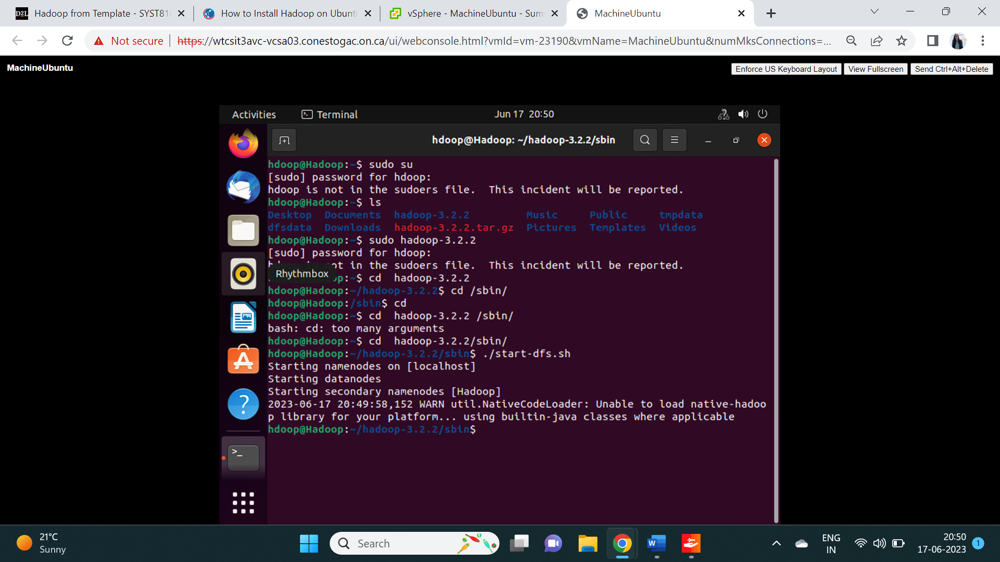 Hadoop from Template - SYST818
How to Install Hadoop on Ubunt
vSphere - MachineUbuntu - Sum
MachineUbuntu
Not secure
https://wtcsit3avc-vcsa03.conestogac.on.ca/ui/webconsole.html?vmId=vm-23190&vmName=MachineUbuntu&numMksConnections=...
MachineUbuntu
Enforce US Keyboard Layout
View Fullscreen
Send Ctrl+Alt+Delete
Activities
Terminal
Jun 17 20:50
hdoop@Hadoop: ~/hadoop-3.2.2/sbin
hdoop@Hadoop:~$ sudo su
[sudo] password for hdoop:
hdoop is not in the sudoers file.  This incident will be reported.
hdoop@Hadoop:~$ ls
Desktop  Documents  hadoop-3.2.2         Music     Public     tmpdata
dfsdata  Downloads  hadoop-3.2.2.tar.gz  Pictures  Templates  Videos
hdoop@Hadoop:~$ sudo hadoop-3.2.2
[sudo] password for hdoop:
not in the sudoers file.  This incident will be reported.
Rhythmbox
p:~$ cd  hadoop-3.2.2
hdoop@Hadoop:~/hadoop-3.2.2$ cd /sbin/
hdoop@Hadoop:/sbin$ cd
hdoop@Hadoop:~$ cd  hadoop-3.2.2 /sbin/
bash: cd: too many arguments
hdoop@Hadoop:~$ cd  hadoop-3.2.2/sbin/
hdoop@Hadoop:~/hadoop-3.2.2/sbin$ ./start-dfs.sh
Starting namenodes on [localhost]
Starting datanodes
Starting secondary namenodes [Hadoop]
2023-06-17 20:49:58,152 WARN util.NativeCodeLoader: Unable to load native-hadoo
p library for your platform... using builtin-java classes where applicable
hdoop@Hadoop:~/hadoop-3.2.2/sbin$
21°C
Sunny
Search
ENG
IN
20:50
17-06-2023
1